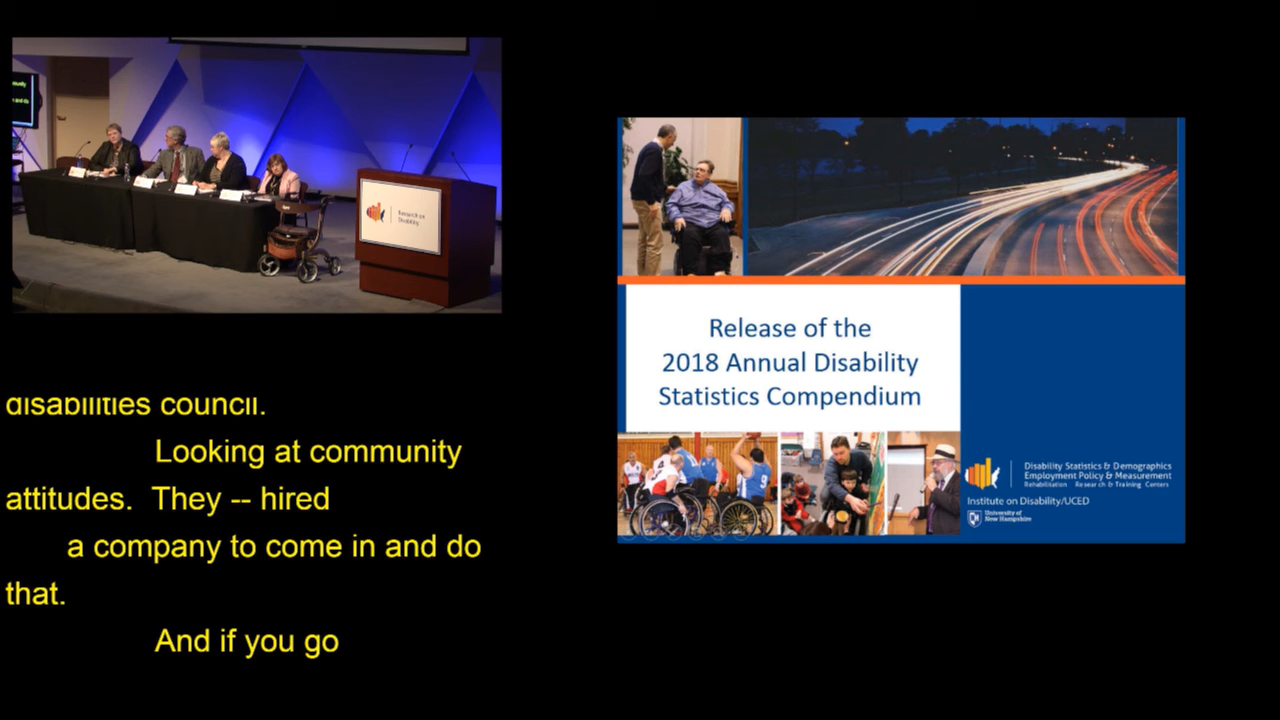 Research on
Disability
disabilities council.
Looking at community
attitudes. They -- hired
a company to come in and do
that.
And if you go
Release of the
2018 Annual Disability
Statistics Compendium
9
Disability Statistics & Demographics
Employment Policy & Measurement
Rehabilitation Research & Training Centers
Institute on Disability/UCED
University of
New Hampshire